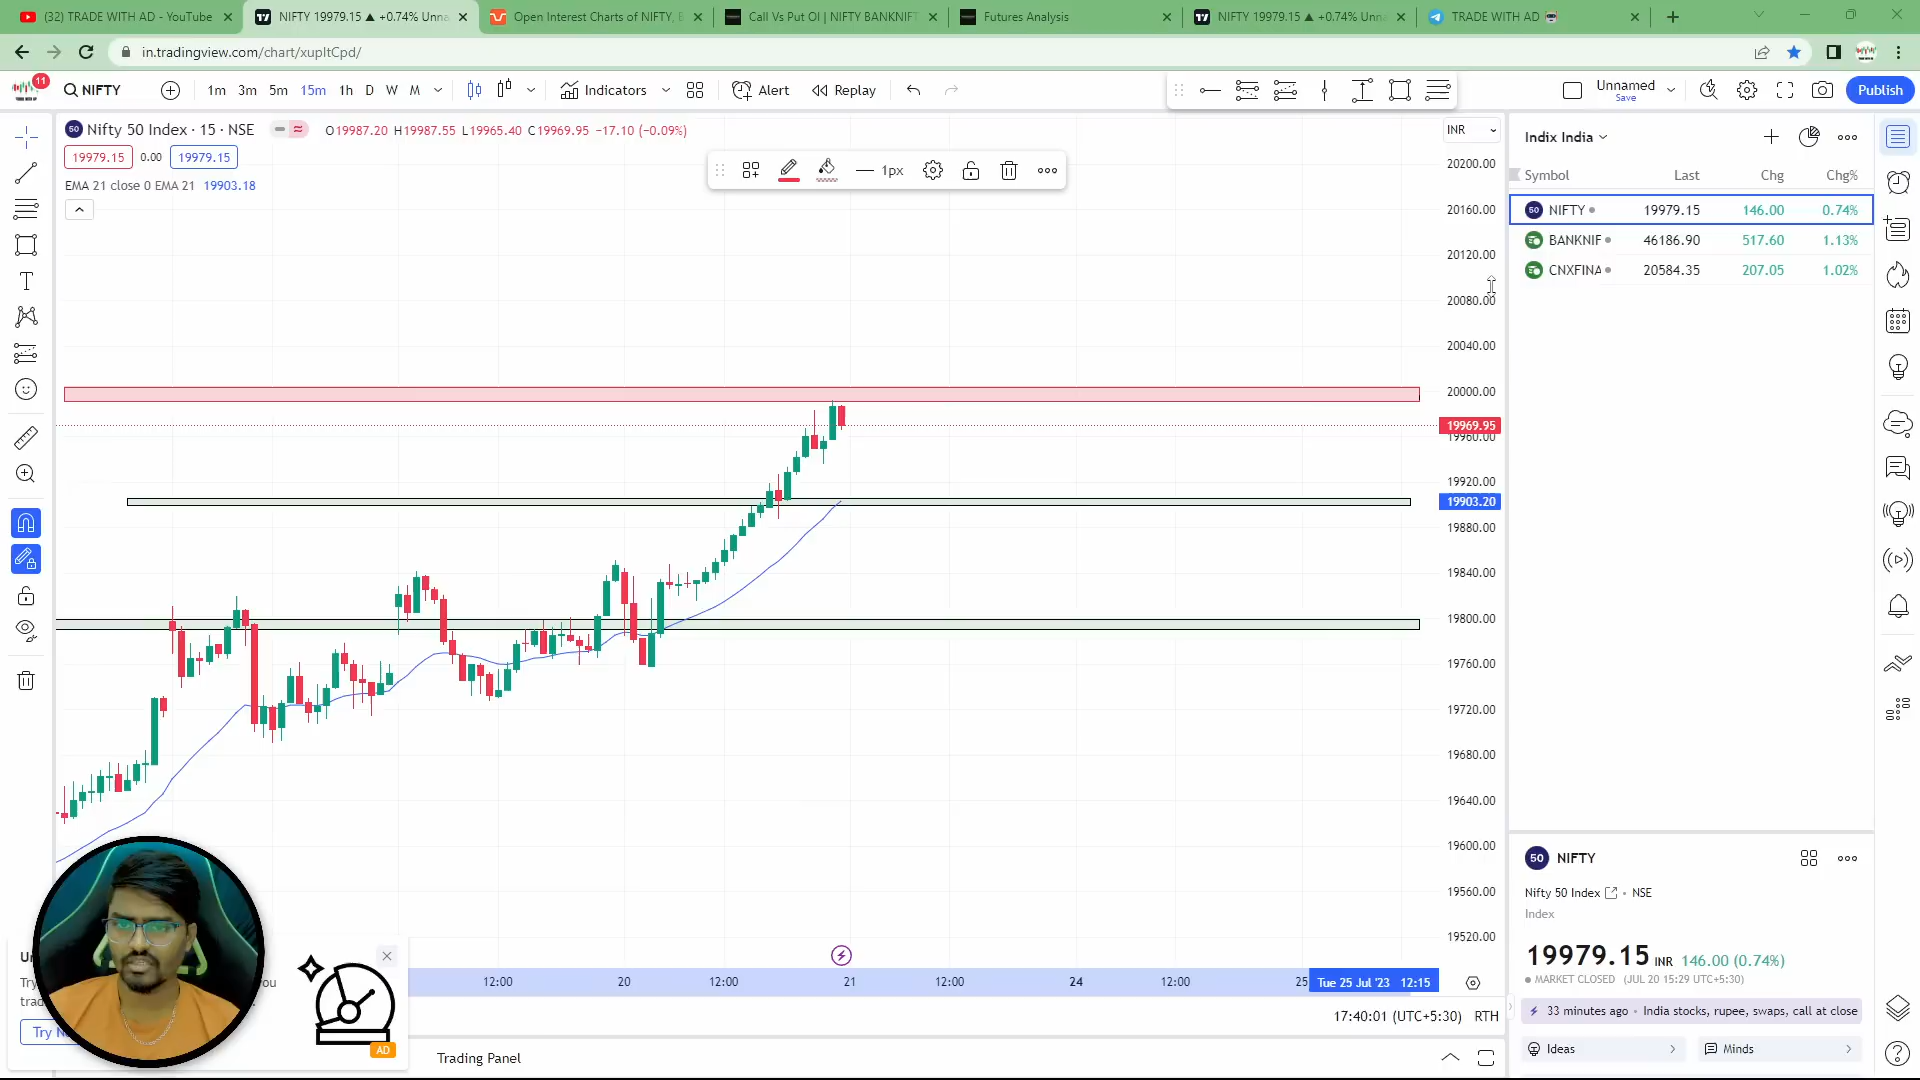 (32) TRADE WITH AD - YouTube
NIFTY 19979.15 ▲ +0.74% Unna
Open Interest Charts of NIFTY, B
Call Vs Put OI | NIFTY BANKNIFT
Futures Analysis
NIFTY 19979.15 ▲ +0.74% Unna
TRADE WITH AD
in.tradingview.com/chart/xupltCpd/
11
NIFTY
1m 3m 5m 15m 1h D W M
Indicators
Alert
Replay
Unnamed
Save
Publish
50 Nifty 50 Index · 15 · NSE
O19987.20 H19987.55 L19965.40 C19969.95 −17.10 (−0.09%)
19979.15 0.00 19979.15
EMA 21 close 0 EMA 21 19903.18
1px
INR
20200.00
20160.00
20120.00
20080.00
20040.00
20000.00
19969.95
19960.00
19920.00
19903.20
19880.00
19840.00
19800.00
19760.00
19720.00
19680.00
19640.00
19600.00
19560.00
19520.00
12:00 20 12:00 21 12:00 24 12:00 25 Tue 25 Jul '23 12:15
17:40:01 (UTC+5:30) RTH
Trading Panel
AD
Indix India
Symbol Last Chg Chg%
50 NIFTY 19979.15 146.00 0.74%
BANKNIF 46186.90 517.60 1.13%
CNXFINA 20584.35 207.05 1.02%
50 NIFTY
Nifty 50 Index · NSE
Index
19979.15 INR 146.00 (0.74%)
MARKET CLOSED (JUL 20 15:29 UTC+5:30)
33 minutes ago · India stocks, rupee, swaps, call at close
Ideas
Minds